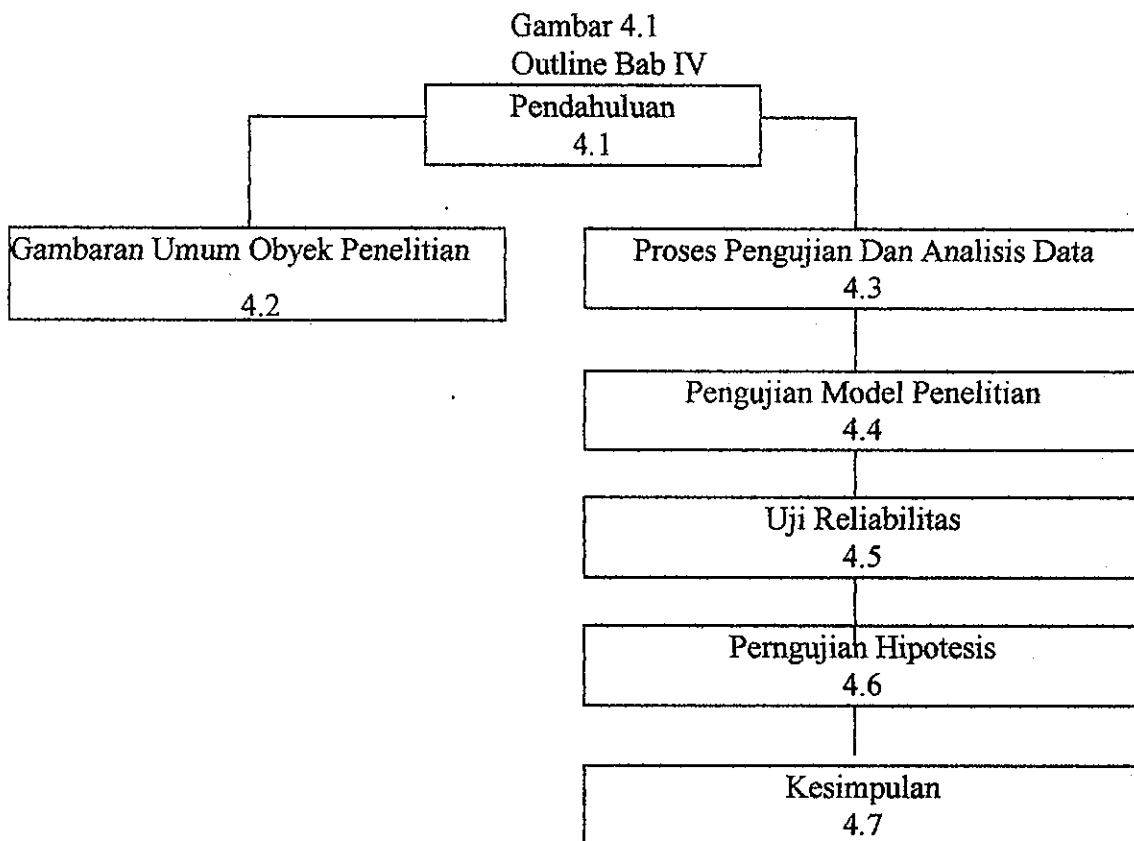 Gambar 4.1
Outline Bab IV
Pendahuluan
4.1
Gambaran Umum Obyek Penelitian
4.2
Proses Pengujian Dan Analisis Data
4.3
Pengujian Model Penelitian
4.4
Uji Reliabilitas
4.5
Perngujian Hipotesis
4.6
Kesimpulan
4.7